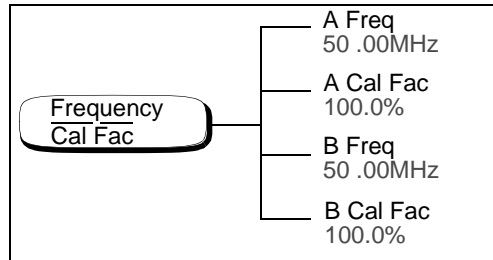 Frequency
Cal Fac
A Freq
50 .00MHz
A Cal Fac
100.0%
B Freq
50 .00MHz
B Cal Fac
100.0%